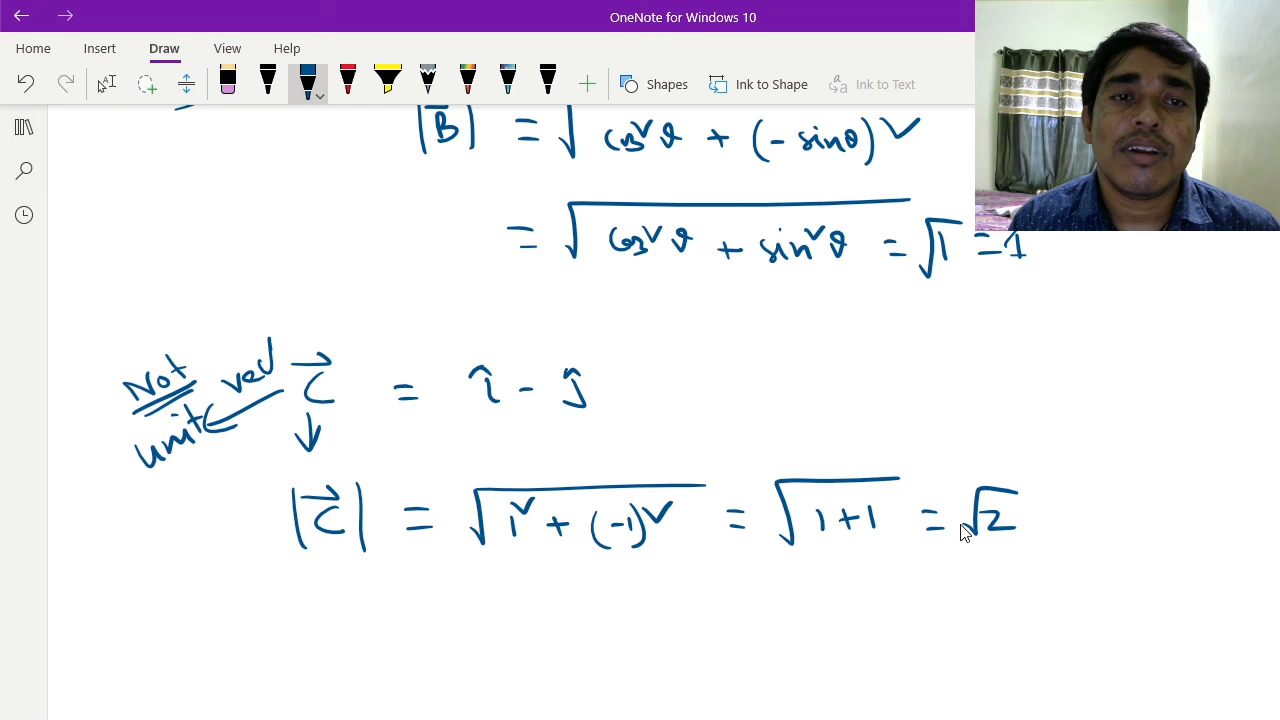 OneNote for Windows 10
Home Insert Draw View Help
Shapes Ink to Shape Ink to Text
|B| = √cos²θ + (- sinθ)²
= √cos²θ + sin²θ = √1 = 1
Not unit vec C⃗ = î - ĵ
|C⃗| = √1² + (-1)² = √1+1 = √2